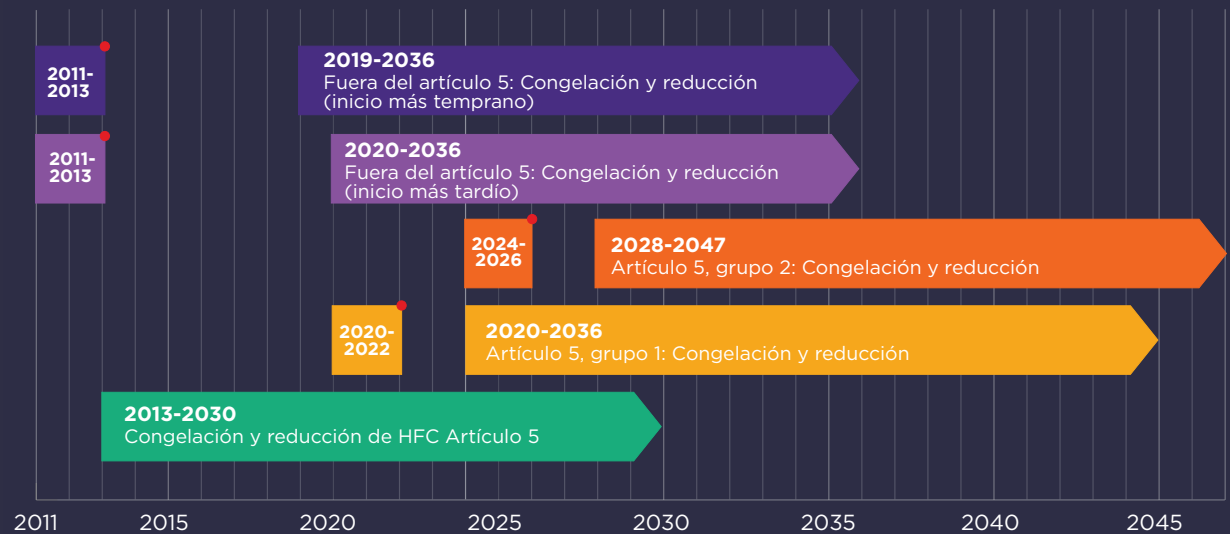 2011-
2013
2019-2036
Fuera del artículo 5: Congelación y reducción
(inicio más temprano)
2011-
2013
2020-2036
Fuera del artículo 5: Congelación y reducción
(inicio más tardío)
2024-
2026
2028-2047
Artículo 5, grupo 2: Congelación y reducción
2020-
2022
2020-2036
Artículo 5, grupo 1: Congelación y reducción
2013-2030
Congelación y reducción de HFC Artículo 5
2011 2015 2020 2025 2030 2035 2040 2045